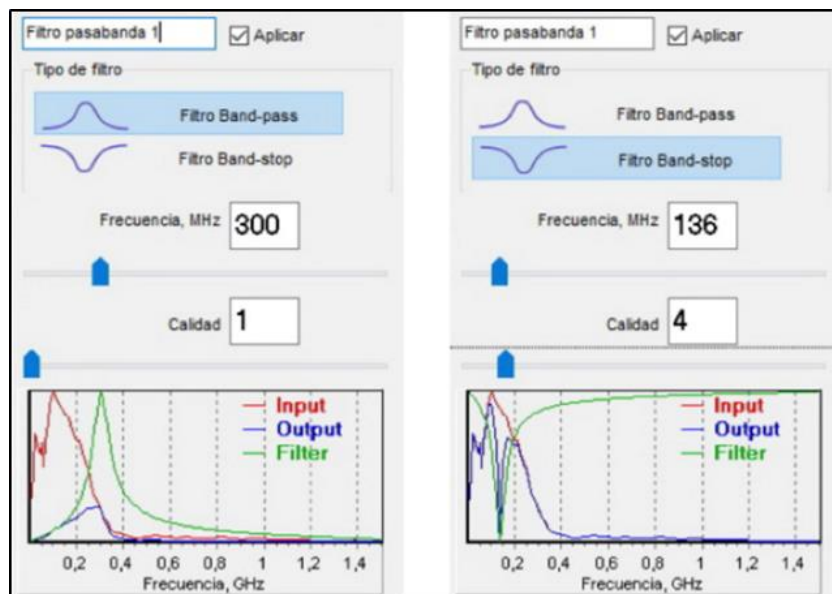 Filtro pasabanda 1
Aplicar
Tipo de filtro
Filtro Band-pass
Filtro Band-stop
Frecuencia, MHz 300
Calidad 1
Input
Output
Filter
0,2 0,4 0,6 0,8 1 1,2 1,4
Frecuencia, GHz
Filtro pasabanda 1
Aplicar
Tipo de filtro
Filtro Band-pass
Filtro Band-stop
Frecuencia, MHz 136
Calidad 4
Input
Output
Filter
0,2 0,4 0,6 0,8 1 1,2 1,4
Frecuencia, GHz